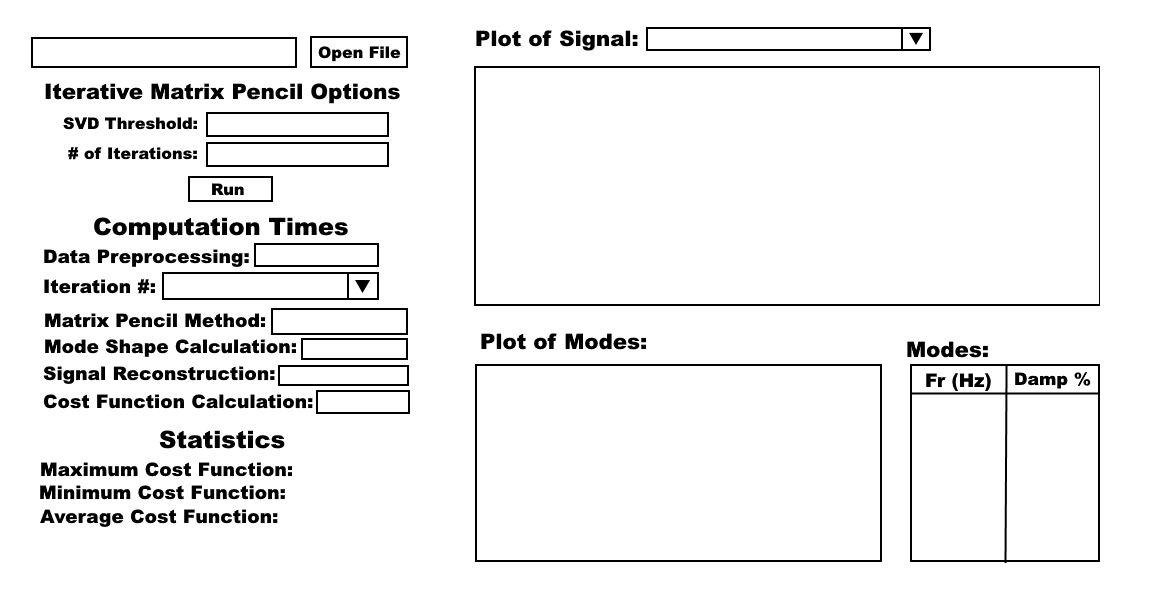 Open File
Iterative Matrix Pencil Options
SVD Threshold:
# of Iterations:
Run
Computation Times
Data Preprocessing:
Iteration #:
Matrix Pencil Method:
Mode Shape Calculation:
Signal Reconstruction:
Cost Function Calculation:
Statistics
Maximum Cost Function:
Minimum Cost Function:
Average Cost Function:
Plot of Signal:
Plot of Modes:
Modes:
Fr (Hz) Damp %